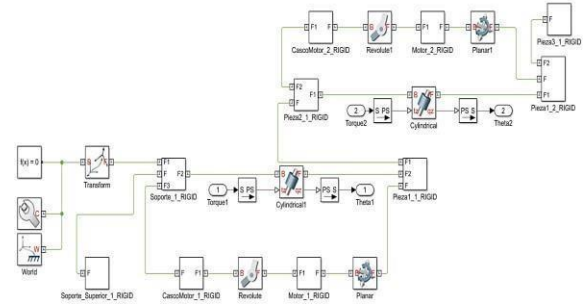 F1 F
CascoMotor_2_RIGID
B F
Revolute1
F F1
Motor_2_RIGID
B F
Planar1
F
Pieza3_1_RIGID
F2
F
F1
Pieza1_2_RIGID
F2
F1
F
Pieza2_1_RIGID
2
Torque2
S PS
B F
Cylindrical
PS S
2
Theta2
f(x) = 0
C
W
World
B F
Transform
F1
F F2
F3
Soporte_1_RIGID
1
Torque1
S PS
B F
Cylindrical1
PS S
1
Theta1
F1
F2
F
Pieza1_1_RIGID
F
Soporte_Superior_1_RIGID
F F1
CascoMotor_1_RIGID
B F
Revolute
F1 F
Motor_1_RIGID
B F
Planar